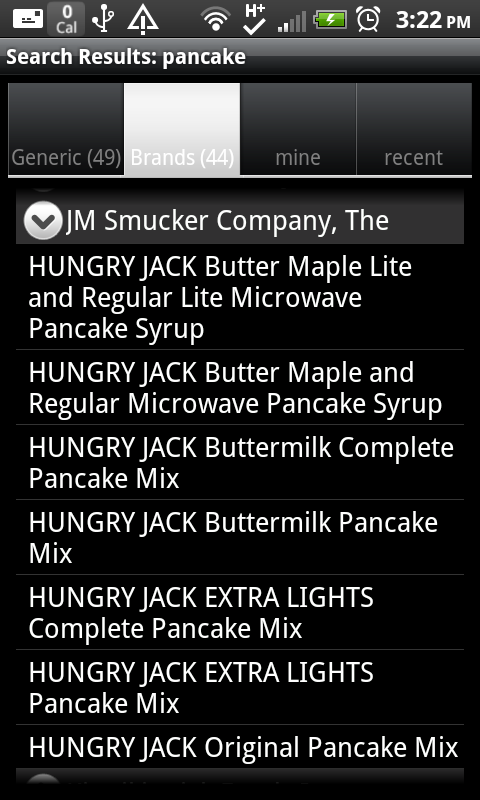 0
Cal
H+
3:22 PM
Search Results: pancake
Generic (49)
Brands (44)
mine
recent
JM Smucker Company, The
HUNGRY JACK Butter Maple Lite
and Regular Lite Microwave
Pancake Syrup
HUNGRY JACK Butter Maple and
Regular Microwave Pancake Syrup
HUNGRY JACK Buttermilk Complete
Pancake Mix
HUNGRY JACK Buttermilk Pancake
Mix
HUNGRY JACK EXTRA LIGHTS
Complete Pancake Mix
HUNGRY JACK EXTRA LIGHTS
Pancake Mix
HUNGRY JACK Original Pancake Mix